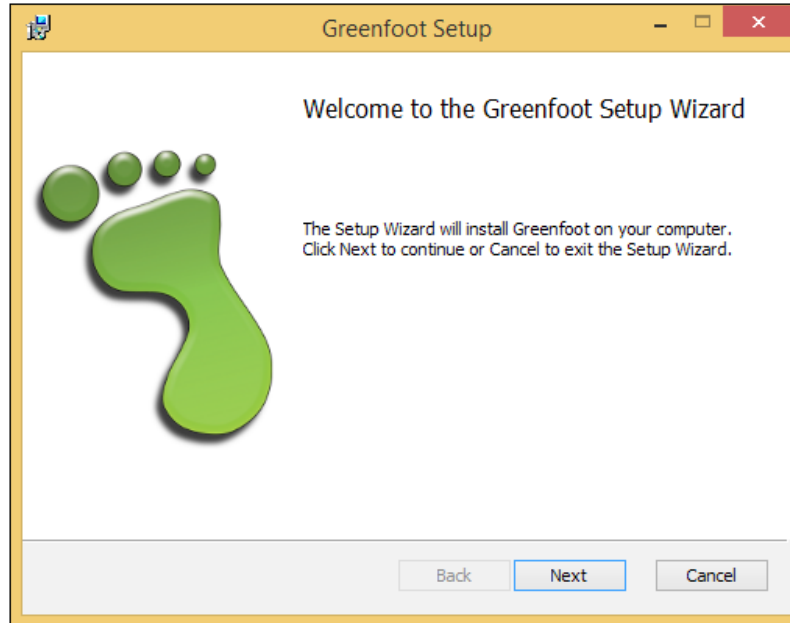 Greenfoot Setup
Welcome to the Greenfoot Setup Wizard
The Setup Wizard will install Greenfoot on your computer.
Click Next to continue or Cancel to exit the Setup Wizard.
Back
Next
Cancel